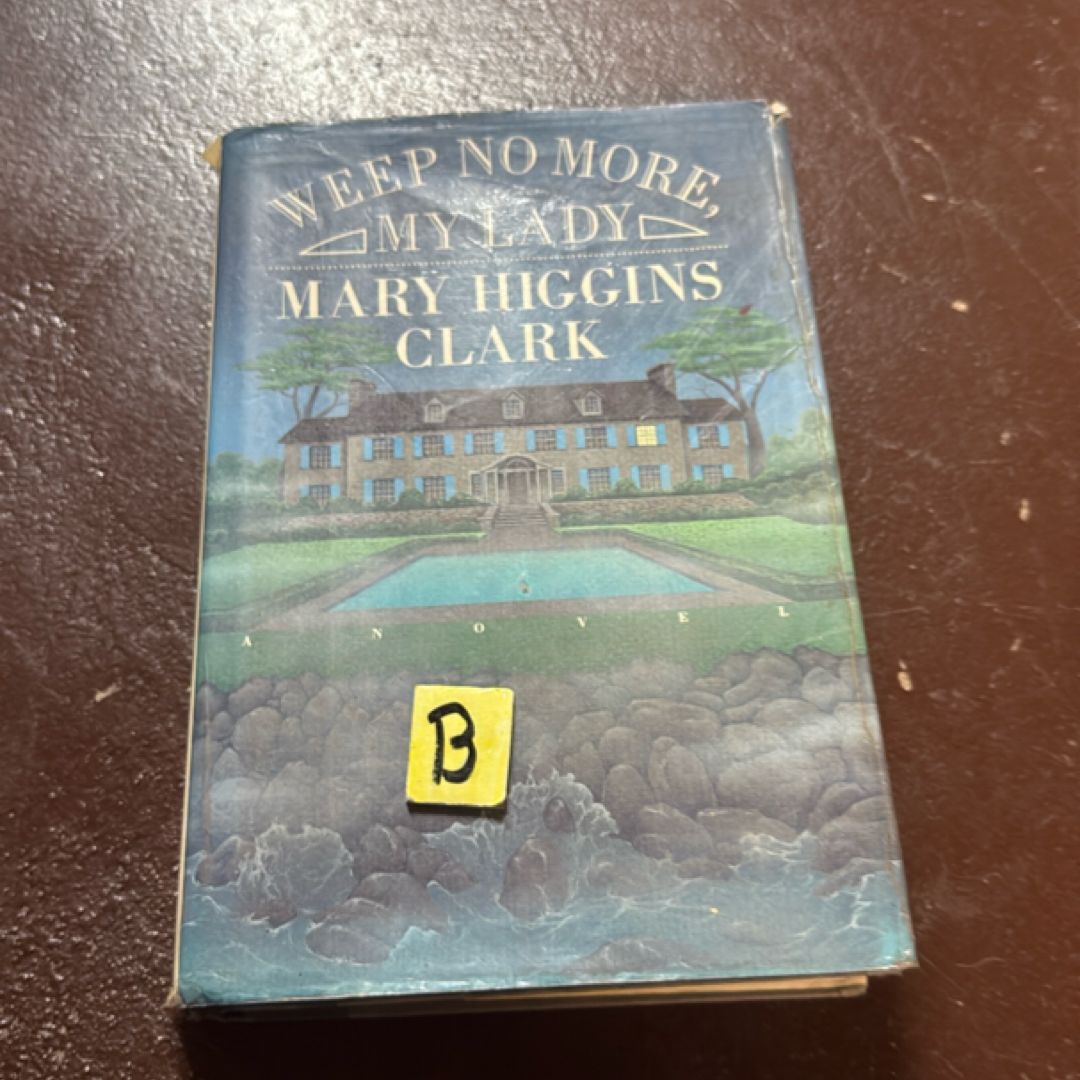 WEEP NO MORE,
MY LADY
MARY HIGGINS
CLARK
A NOVEL
B